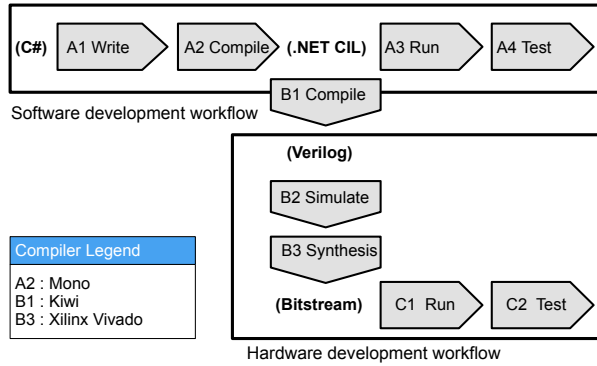 (C#) A1 Write A2 Compile (.NET CIL) A3 Run A4 Test
B1 Compile
Software development workflow
(Verilog)
B2 Simulate
B3 Synthesis
(Bitstream) C1 Run C2 Test
Compiler Legend
A2 : Mono
B1 : Kiwi
B3 : Xilinx Vivado
Hardware development workflow